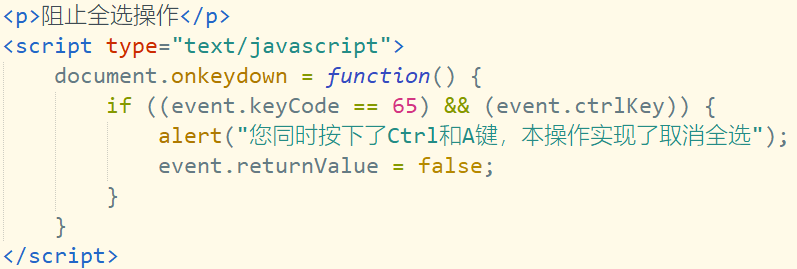 <p>阻止全选操作</p>
<script type="text/javascript">
document.onkeydown = function() {
if ((event.keyCode == 65) && (event.ctrlKey)) {
alert("您同时按下了Ctrl和A键，本操作实现了取消全选");
event.returnValue = false;
}
}
</script>